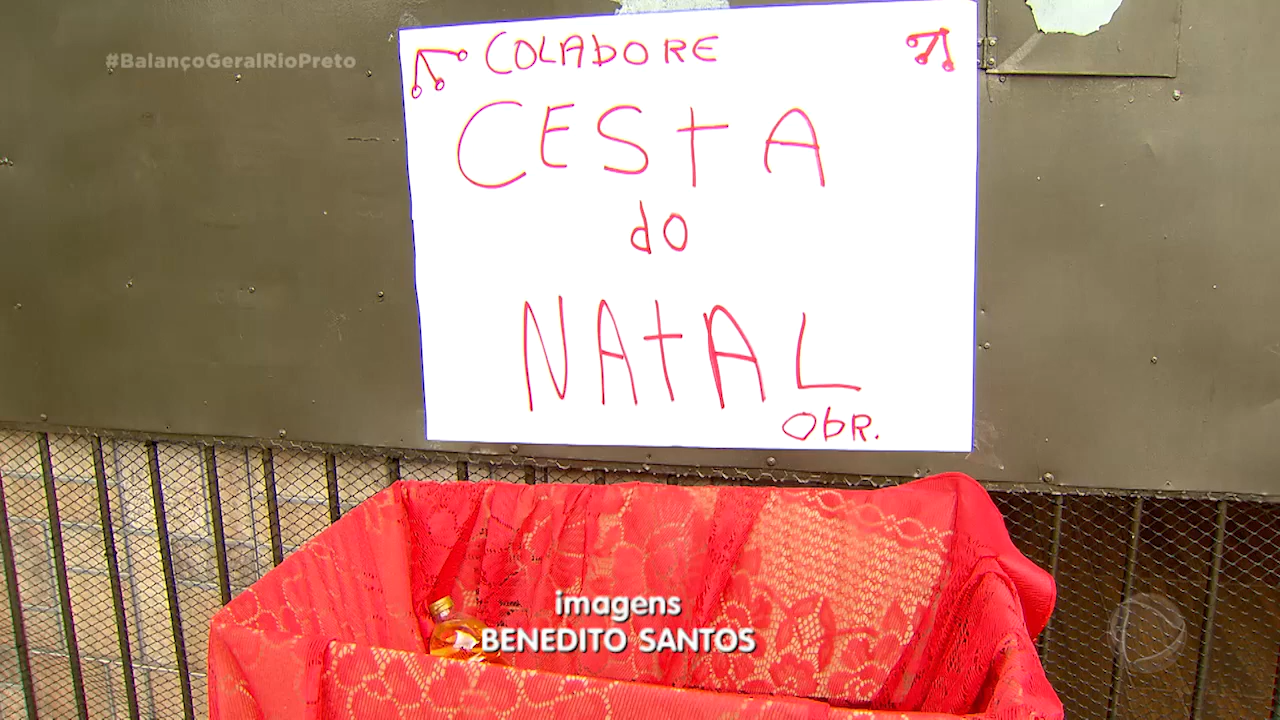 #BalançoGeralRioPreto
COLABORE
CESTA
do
NATAL
ObR.
imagens
BENEDITO SANTOS